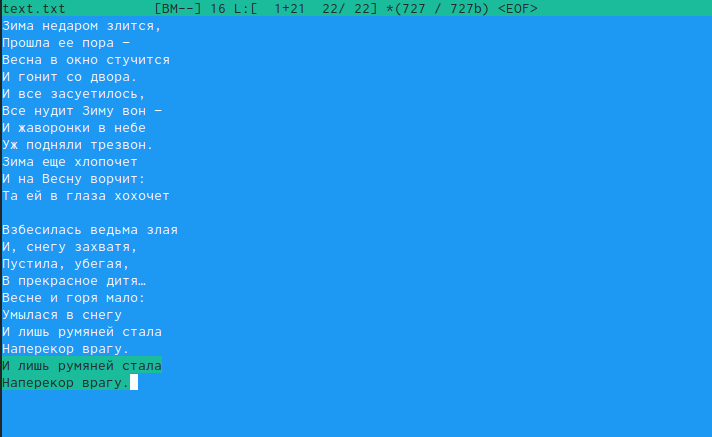 text.txt [BM--] 16 L:[ 1+21 22/ 22] *(727 / 727b) <EOF>
Зима недаром злится,
Прошла ее пора −
Весна в окно стучится
И гонит со двора.
И все засуетилось,
Все нудит Зиму вон −
И жаворонки в небе
Уж подняли трезвон.
Зима еще хлопочет
И на Весну ворчит:
Та ей в глаза хохочет

Взбесилась ведьма злая
И, снегу захватя,
Пустила, убегая,
В прекрасное дитя…
Весне и горя мало:
Умылася в снегу
И лишь румяней стала
Наперекор врагу.
И лишь румяней стала
Наперекор врагу.